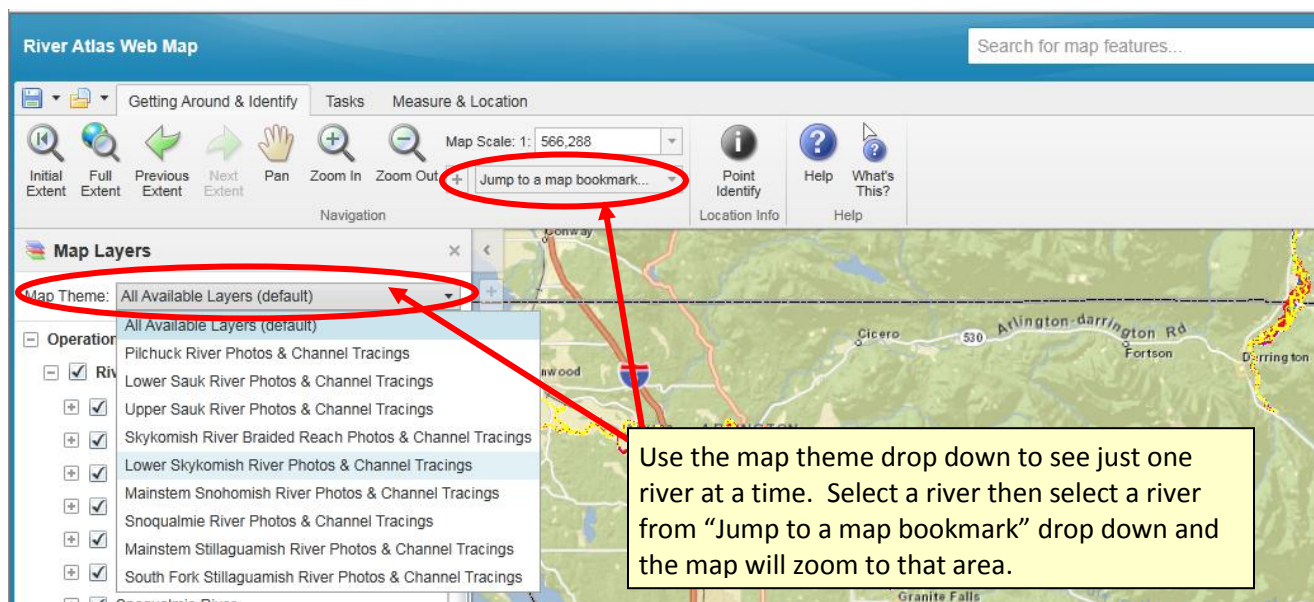 River Atlas Web Map
Search for map features...
Getting Around & Identify Tasks Measure & Location
Map Scale: 1: 566,288
Jump to a map bookmark...
Initial Extent
Full Extent
Previous Extent
Next Extent
Pan
Zoom In
Zoom Out
Point Identify
Help
What's This?
Navigation
Location Info
Help
Map Layers
Map Theme: All Available Layers (default)
All Available Layers (default)
Pilchuck River Photos & Channel Tracings
Lower Sauk River Photos & Channel Tracings
Upper Sauk River Photos & Channel Tracings
Skykomish River Braided Reach Photos & Channel Tracings
Lower Skykomish River Photos & Channel Tracings
Mainstem Snohomish River Photos & Channel Tracings
Snoqualmie River Photos & Channel Tracings
Mainstem Stillaguamish River Photos & Channel Tracings
South Fork Stillaguamish River Photos & Channel Tracings
Operation
Riv
Conway
Cicero
530
Arlington-darrington Rd
Fortson
Darrington
nwood
Use the map theme drop down to see just one
river at a time. Select a river then select a river
from “Jump to a map bookmark” drop down and
the map will zoom to that area.
Granite Falls